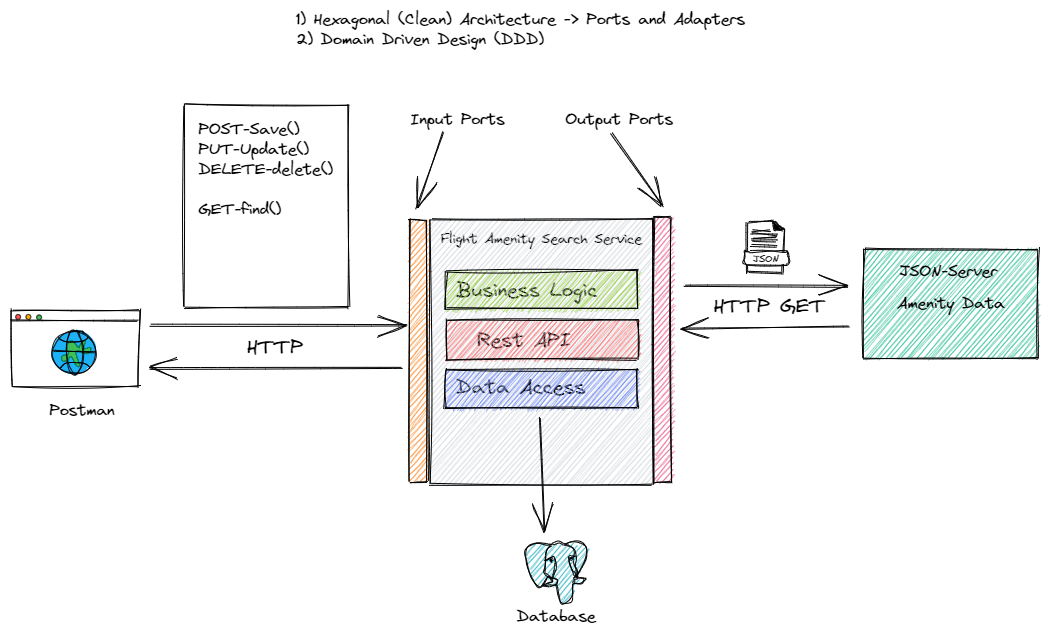 1) Hexagonal (Clean) Architecture -> Ports and Adapters
2) Domain Driven Design (DDD)
POST-Save()
PUT-Update()
DELETE-delete()
GET-find()
Input Ports
Output Ports
Flight Amenity Search Service
Business Logic
Rest API
Data Access
JSON
HTTP GET
JSON-Server
Amenity Data
HTTP
Postman
Database